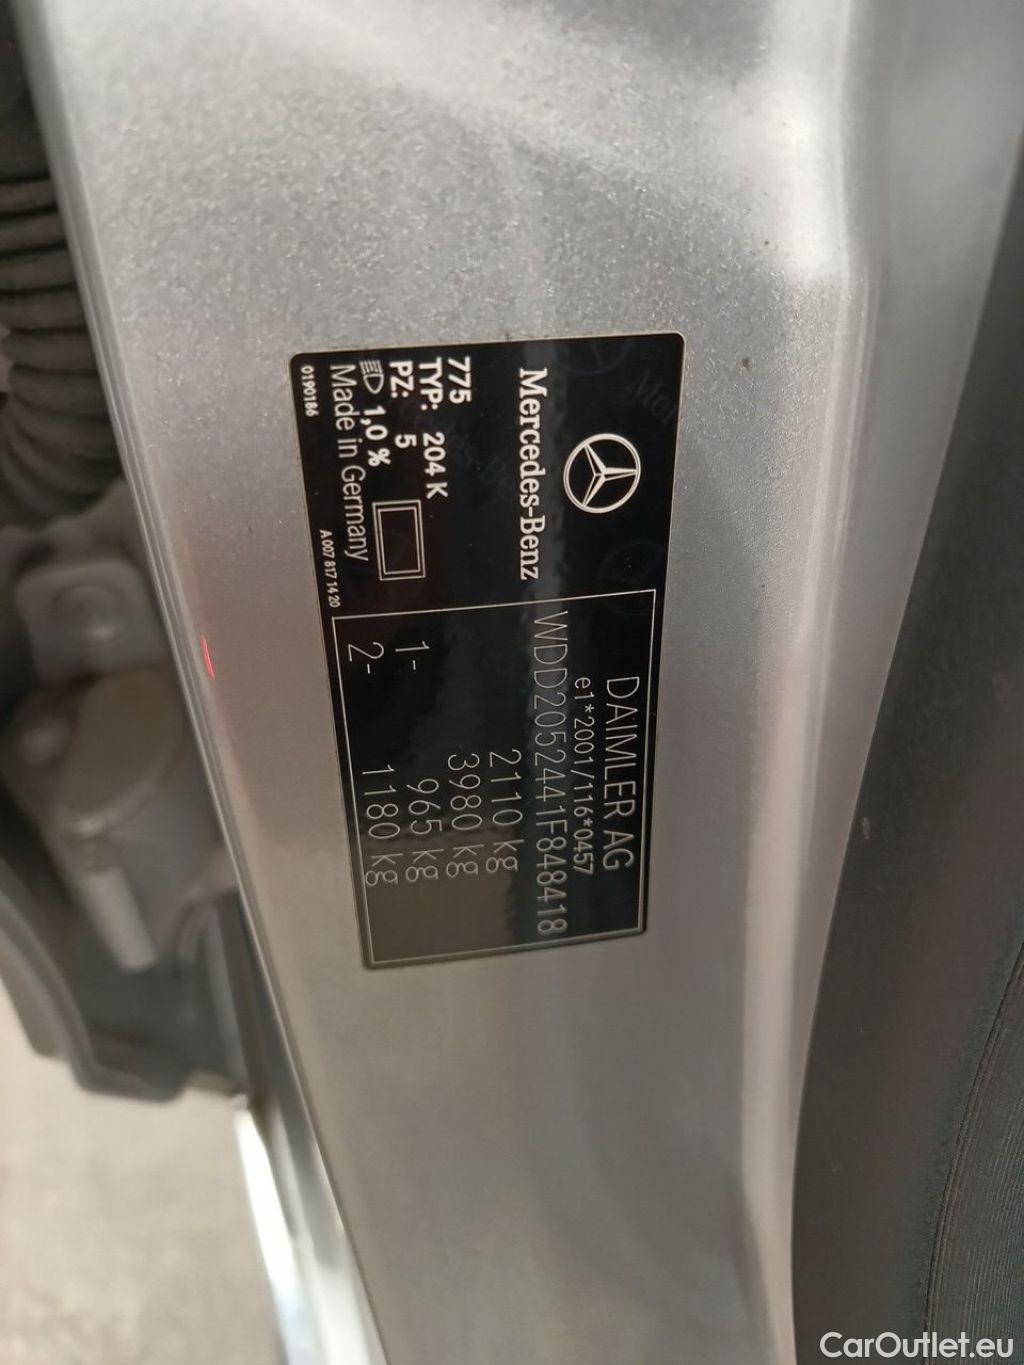 Mercedes-Benz
775
TYP: 204 K
PZ: 5
1,0 %
Made in Germany
0190186
A 007 817 14 20
DAIMLER AG
e1*2001/116*0457
WDD2052441F848418
2110 kg
3980 kg
1- 965 kg
2- 1180 kg
CarOutlet.eu